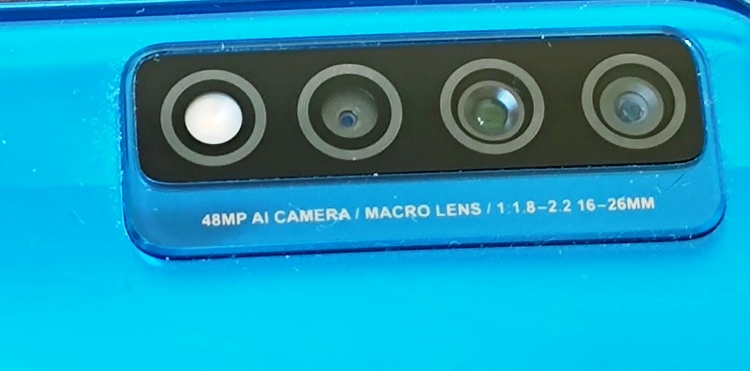 48MP AI CAMERA / MACRO LENS / 1:1.8–2.2 16–26MM